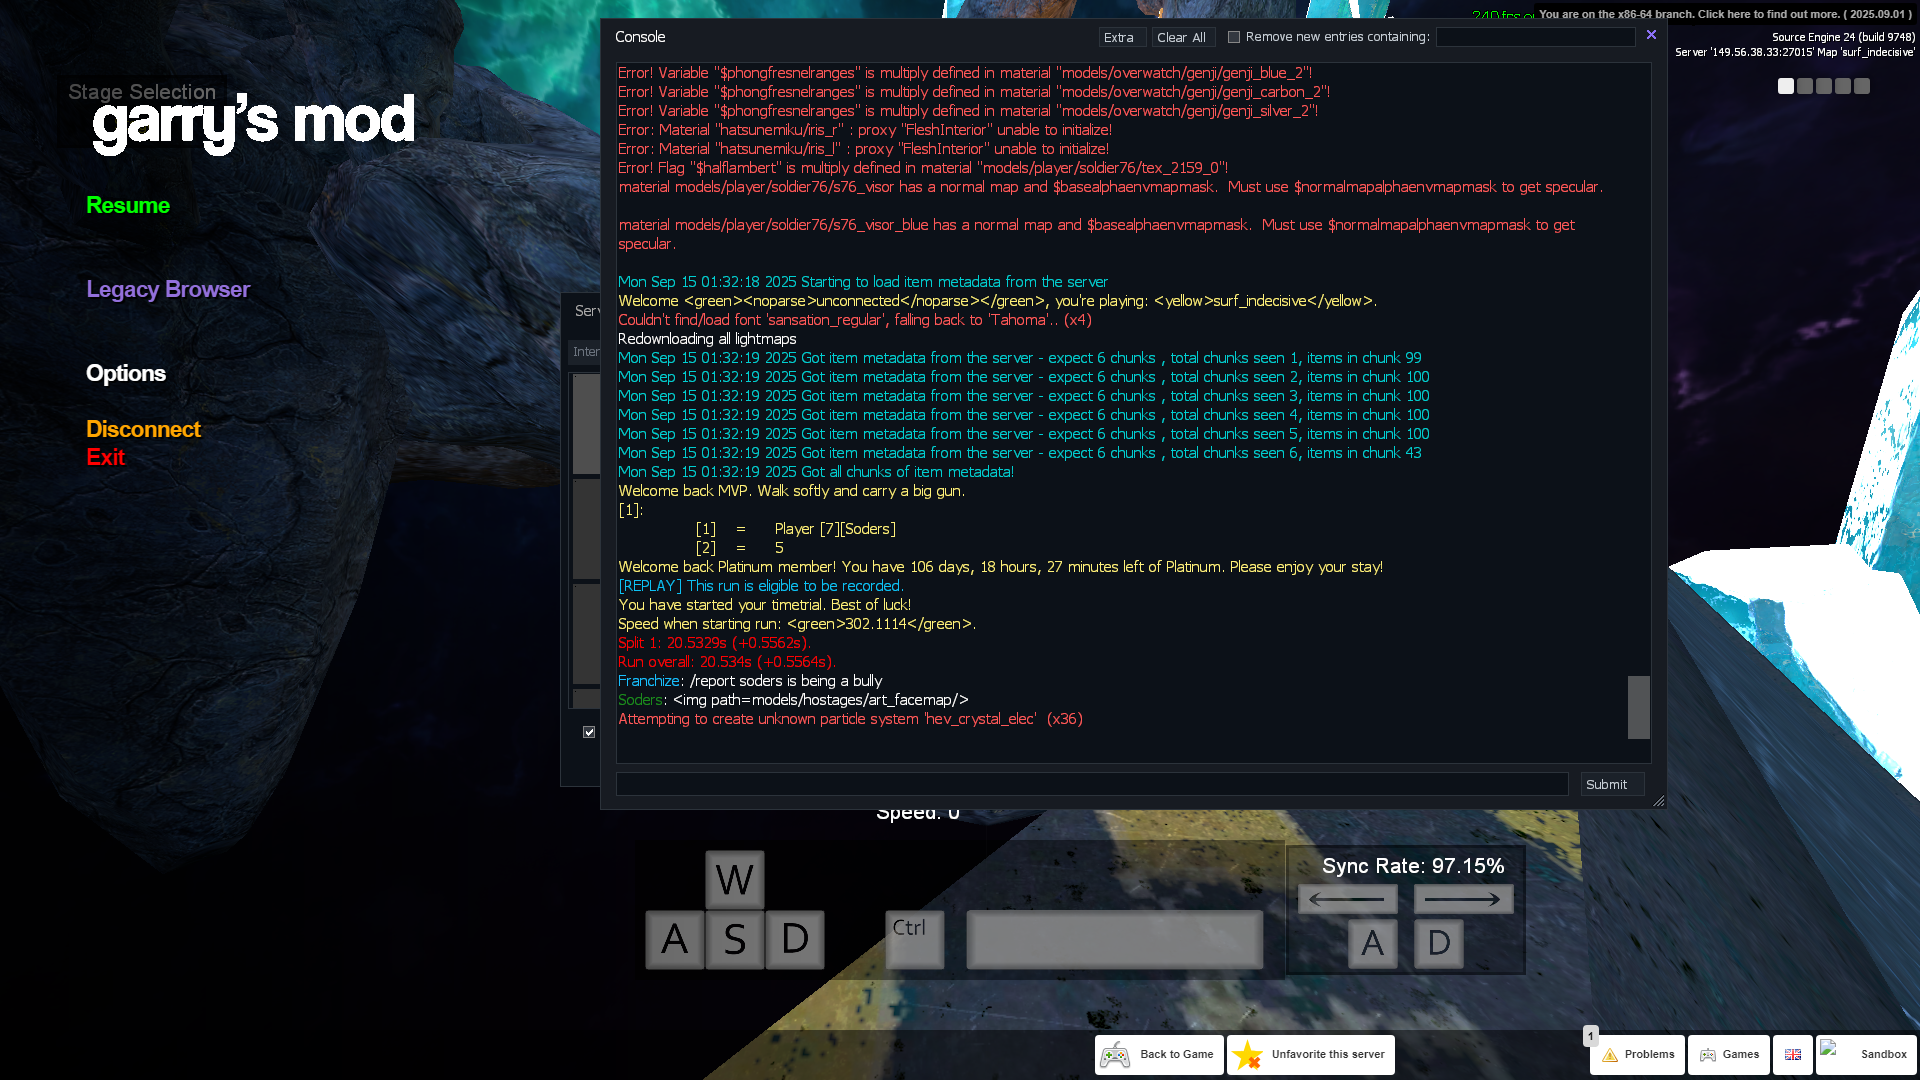 240 fps
You are on the x86-64 branch. Click here to find out more. ( 2025.09.01 )
Source Engine 24 (build 9748)
Server '149.56.38.33:27015' Map 'surf_indecisive'
Stage Selection
garry's mod
Resume
Legacy Browser
Options
Disconnect
Exit
Serv
Inter
Console
Extra
Clear All
Remove new entries containing:
Error! Variable "$phongfresnelranges" is multiply defined in material "models/overwatch/genji/genji_blue_2"!
Error! Variable "$phongfresnelranges" is multiply defined in material "models/overwatch/genji/genji_carbon_2"!
Error! Variable "$phongfresnelranges" is multiply defined in material "models/overwatch/genji/genji_silver_2"!
Error: Material "hatsunemiku/iris_r" : proxy "FleshInterior" unable to initialize!
Error: Material "hatsunemiku/iris_l" : proxy "FleshInterior" unable to initialize!
Error! Flag "$halflambert" is multiply defined in material "models/player/soldier76/tex_2159_0"!
material models/player/soldier76/s76_visor has a normal map and $basealphaenvmapmask.  Must use $normalmapalphaenvmapmask to get specular.
material models/player/soldier76/s76_visor_blue has a normal map and $basealphaenvmapmask.  Must use $normalmapalphaenvmapmask to get
specular.
Mon Sep 15 01:32:18 2025 Starting to load item metadata from the server
Welcome <green><noparse>unconnected</noparse></green>, you're playing: <yellow>surf_indecisive</yellow>.
Couldn't find/load font 'sansation_regular', falling back to 'Tahoma'.. (x4)
Redownloading all lightmaps
Mon Sep 15 01:32:19 2025 Got item metadata from the server - expect 6 chunks , total chunks seen 1, items in chunk 99
Mon Sep 15 01:32:19 2025 Got item metadata from the server - expect 6 chunks , total chunks seen 2, items in chunk 100
Mon Sep 15 01:32:19 2025 Got item metadata from the server - expect 6 chunks , total chunks seen 3, items in chunk 100
Mon Sep 15 01:32:19 2025 Got item metadata from the server - expect 6 chunks , total chunks seen 4, items in chunk 100
Mon Sep 15 01:32:19 2025 Got item metadata from the server - expect 6 chunks , total chunks seen 5, items in chunk 100
Mon Sep 15 01:32:19 2025 Got item metadata from the server - expect 6 chunks , total chunks seen 6, items in chunk 43
Mon Sep 15 01:32:19 2025 Got all chunks of item metadata!
Welcome back MVP. Walk softly and carry a big gun.
[1]:
[1] = Player [7][Soders]
[2] = 5
Welcome back Platinum member! You have 106 days, 18 hours, 27 minutes left of Platinum. Please enjoy your stay!
[REPLAY] This run is eligible to be recorded.
You have started your timetrial. Best of luck!
Speed when starting run: <green>302.1114</green>.
Split 1: 20.5329s (+0.5562s).
Run overall: 20.534s (+0.5564s).
Franchize: /report soders is being a bully
Soders: <img path=models/hostages/art_facemap/>
Attempting to create unknown particle system 'hev_crystal_elec'  (x36)
Submit
Speed: 0
W
A S D
Ctrl
Sync Rate: 97.15%
A D
Back to Game
Unfavorite this server
1
Problems
Games
Sandbox